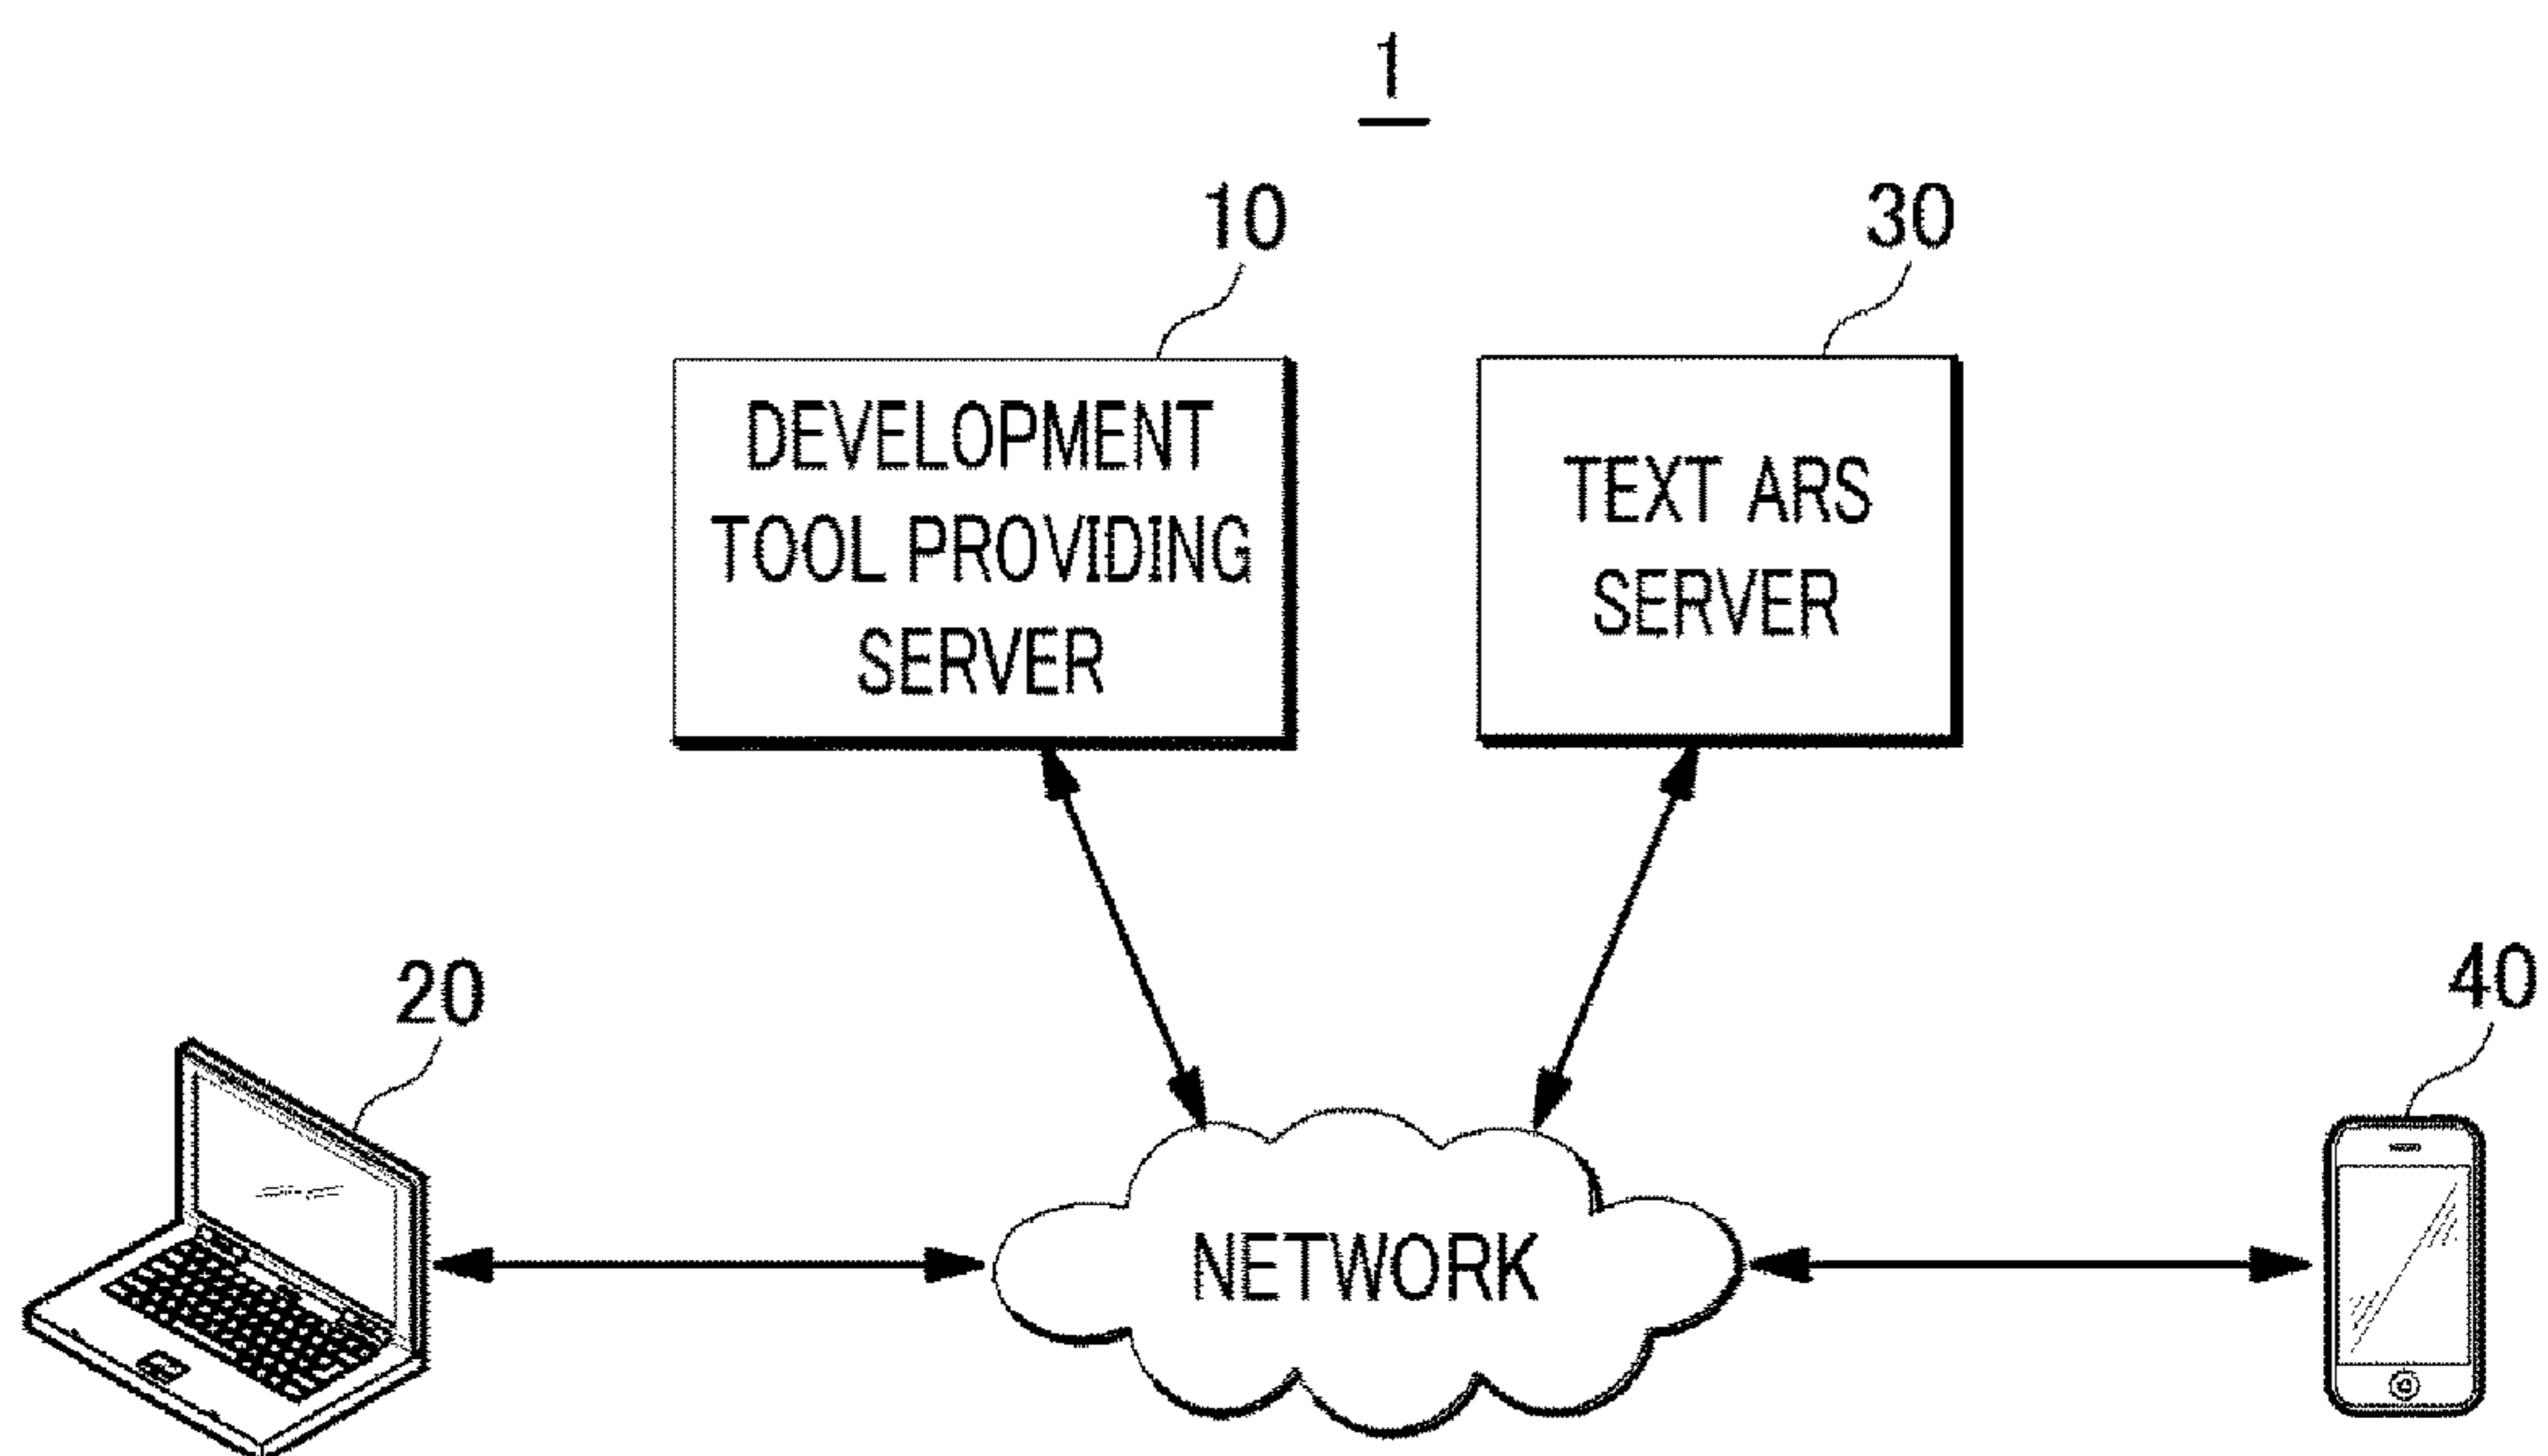 1
10
30
DEVELOPMENT
TOOL PROVIDING
SERVER
TEXT ARS
SERVER
20
40
NETWORK